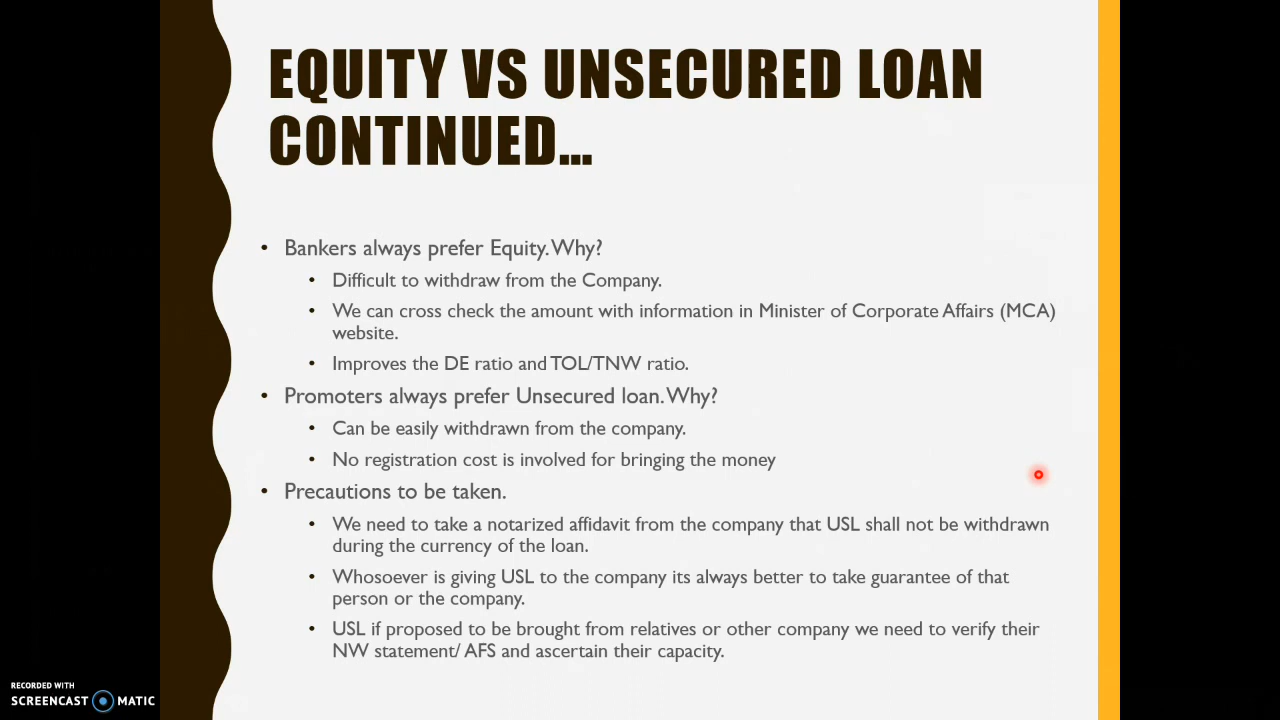 EQUITY VS UNSECURED LOAN
CONTINUED...
• Bankers always prefer Equity. Why?
• Difficult to withdraw from the Company.
• We can cross check the amount with information in Minister of Corporate Affairs (MCA)
website.
• Improves the DE ratio and TOL/TNW ratio.
• Promoters always prefer Unsecured loan. Why?
• Can be easily withdrawn from the company.
• No registration cost is involved for bringing the money
• Precautions to be taken.
• We need to take a notarized affidavit from the company that USL shall not be withdrawn
during the currency of the loan.
• Whosoever is giving USL to the company its always better to take guarantee of that
person or the company.
• USL if proposed to be brought from relatives or other company we need to verify their
NW statement/ AFS and ascertain their capacity.
RECORDED WITH
SCREENCAST MATIC